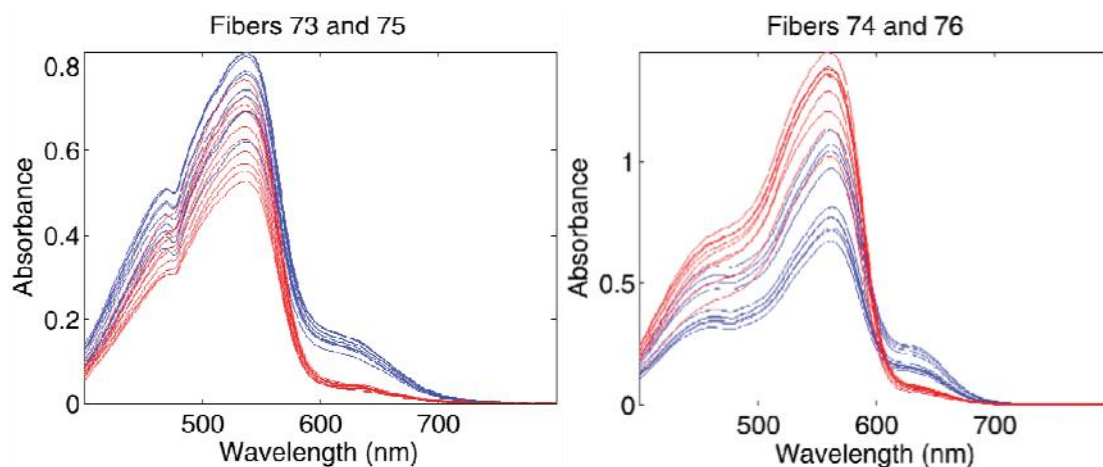 Fibers 73 and 75
Absorbance
0.8
0.6
0.4
0.2
0
500
600
700
Wavelength (nm)
Fibers 74 and 76
Absorbance
1
0.5
0
500
600
700
Wavelength (nm)